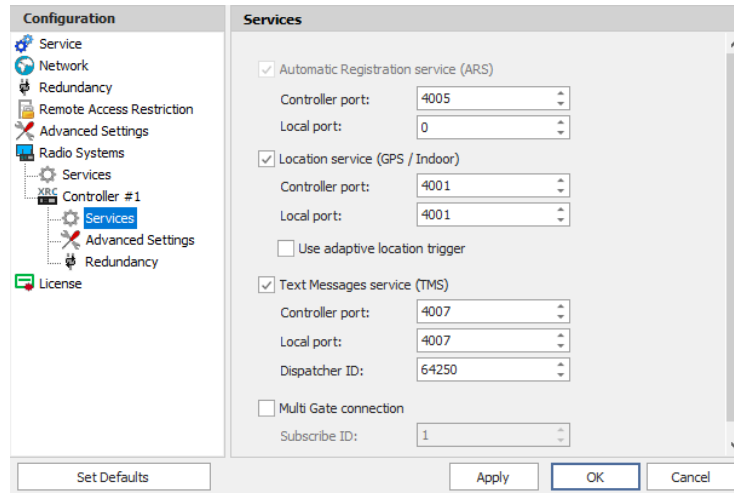 Configuration
Service
Network
Redundancy
Remote Access Restriction
Advanced Settings
Radio Systems
Services
XRC Controller #1
Services
Advanced Settings
Redundancy
License
Services
Automatic Registration service (ARS)
Controller port: 4005
Local port: 0
Location service (GPS / Indoor)
Controller port: 4001
Local port: 4001
Use adaptive location trigger
Text Messages service (TMS)
Controller port: 4007
Local port: 4007
Dispatcher ID: 64250
Multi Gate connection
Subscribe ID: 1
Set Defaults Apply OK Cancel